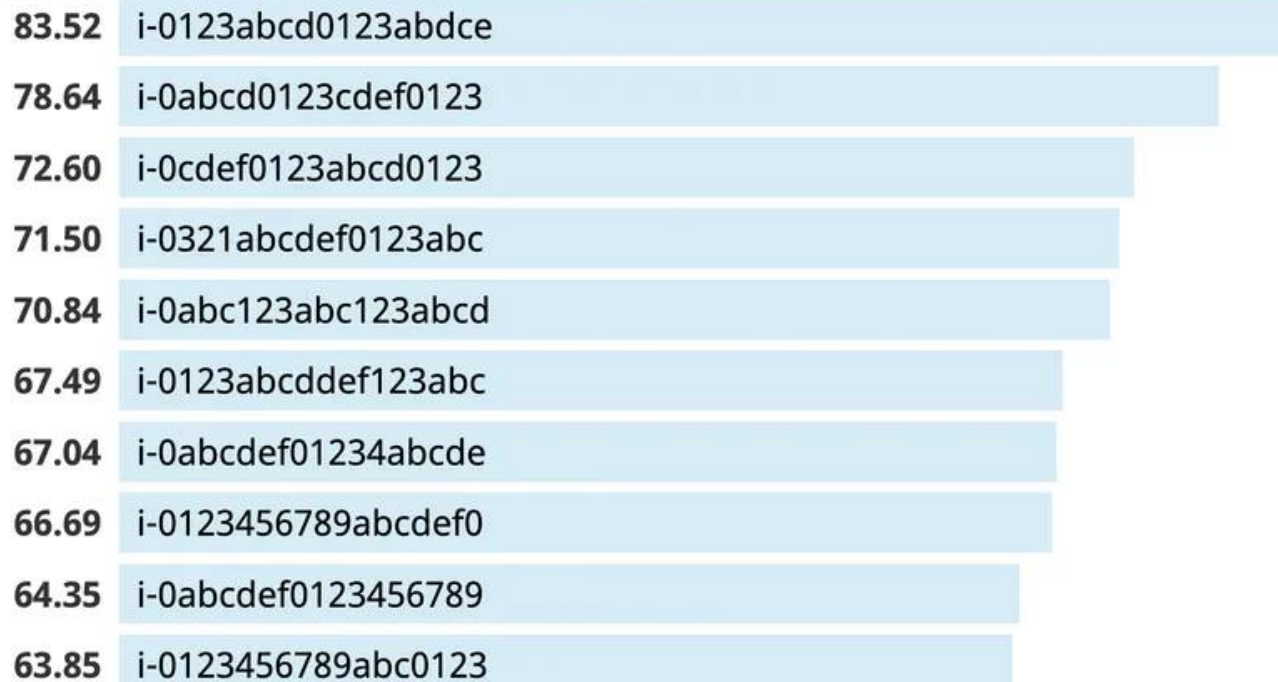 83.52 i-0123abcd0123abdce
78.64 i-0abcd0123cdef0123
72.60 i-0cdef0123abcd0123
71.50 i-0321abcdef0123abc
70.84 i-0abc123abc123abcd
67.49 i-0123abcddef123abc
67.04 i-0abcdef01234abcde
66.69 i-0123456789abcdef0
64.35 i-0abcdef0123456789
63.85 i-0123456789abc0123